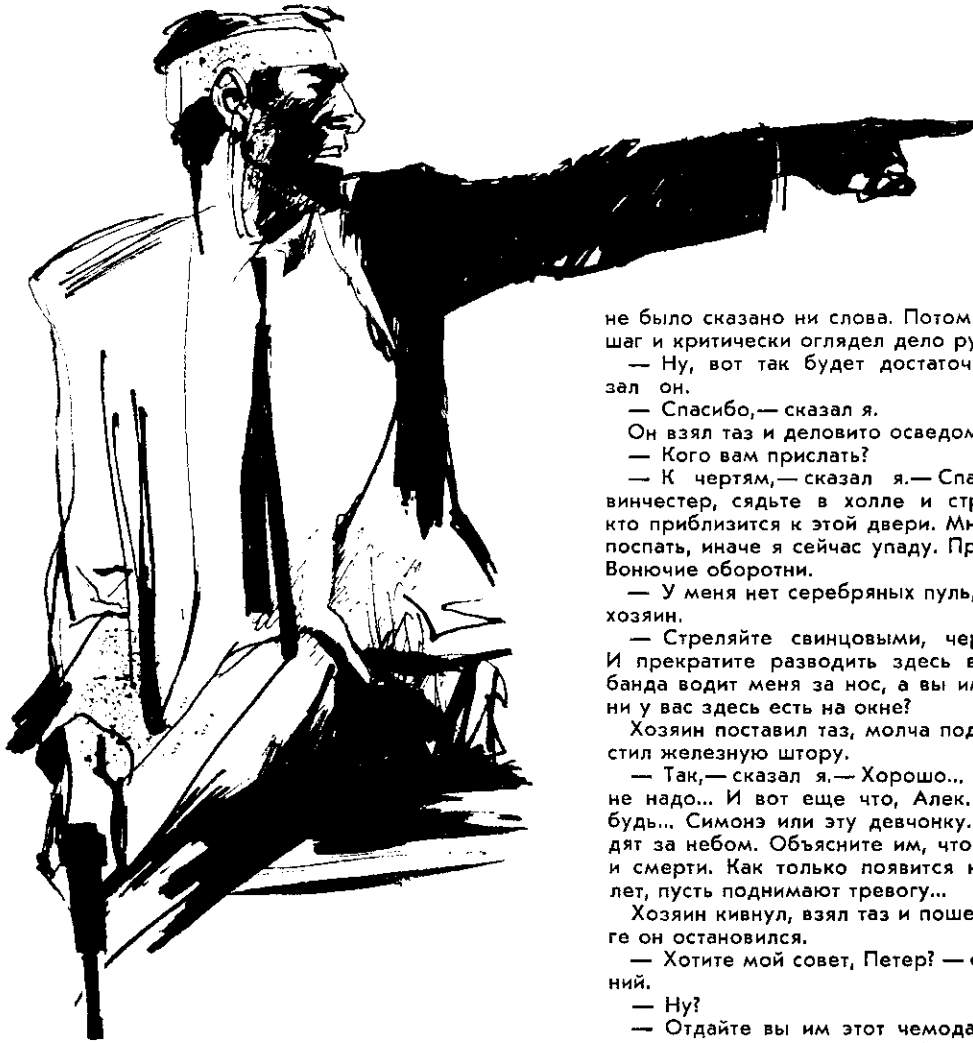 не было сказано ни слова. Потом
шаг и критически оглядел дело ру
— Ну, вот так будет достаточ
зал он.
— Спасибо,— сказал я.
Он взял таз и деловито осведом
— Кого вам прислать?
— К чертям,— сказал я.— Спа
винчестер, сядьте в холле и стр
кто приблизится к этой двери. Мн
поспать, иначе я сейчас упаду. Пр
Вонючие оборотни.
— У меня нет серебряных пуль,
хозяин.
— Стреляйте свинцовыми, чер
И прекратите разводить здесь в
банда водит меня за нос, а вы и
ни у вас здесь есть на окне?
Хозяин поставил таз, молча под
стил железную штору.
— Так,— сказал я.— Хорошо...
не надо... И вот еще что, Алек.
будь... Симонэ или эту девчонку.
дят за небом. Объясните им, что
и смерти. Как только появится
лет, пусть поднимают тревогу...
Хозяин кивнул, взял таз и поше
ге он остановился.
— Хотите мой совет, Петер? —
ний.
— Ну?
— Отдайте вы им этот чемода